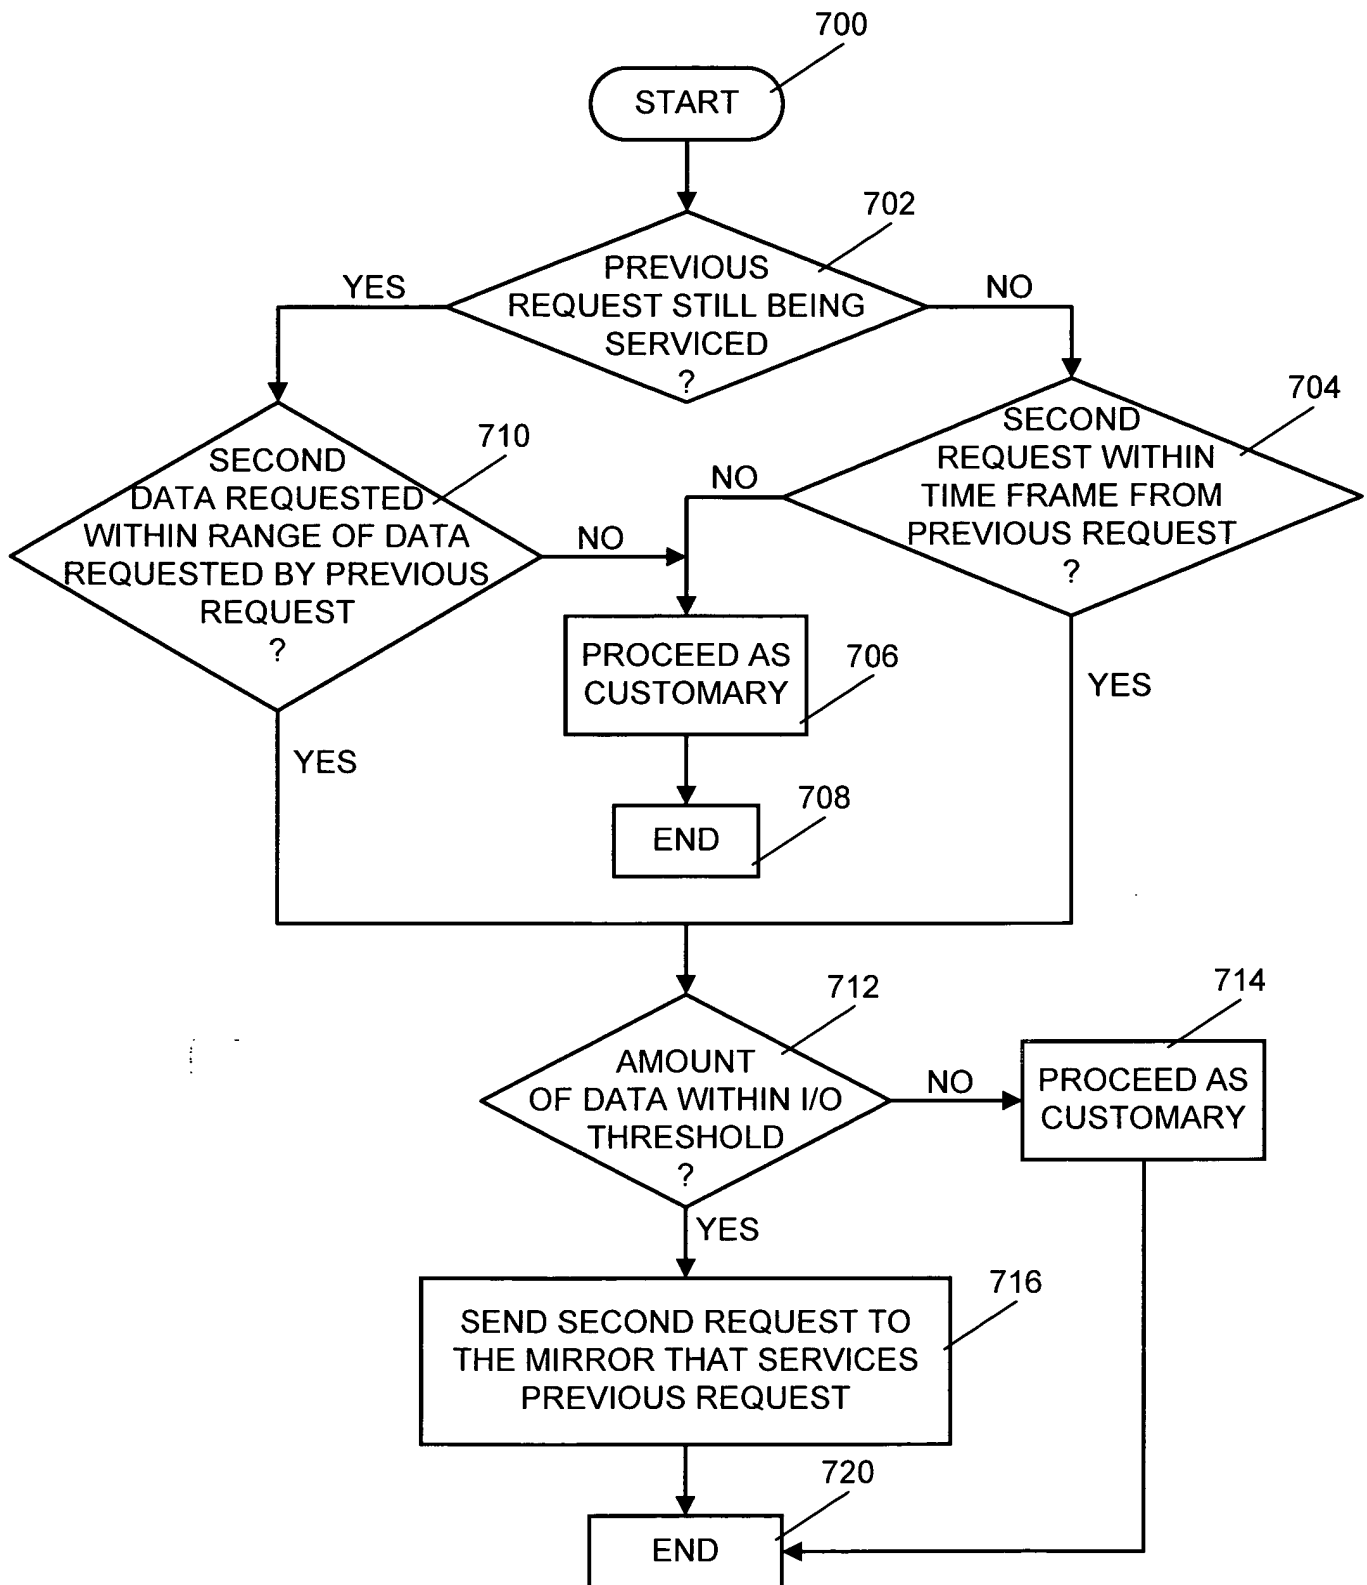 700
START
702
PREVIOUS
REQUEST STILL BEING
SERVICED
?
YES
NO
704
SECOND
REQUEST WITHIN
TIME FRAME FROM
PREVIOUS REQUEST
?
710
SECOND
DATA REQUESTED
WITHIN RANGE OF DATA
REQUESTED BY PREVIOUS
REQUEST
?
NO
NO
706
PROCEED AS
CUSTOMARY
YES
YES
708
END
712
AMOUNT
OF DATA WITHIN I/O
THRESHOLD
?
NO
714
PROCEED AS
CUSTOMARY
YES
716
SEND SECOND REQUEST TO
THE MIRROR THAT SERVICES
PREVIOUS REQUEST
720
END